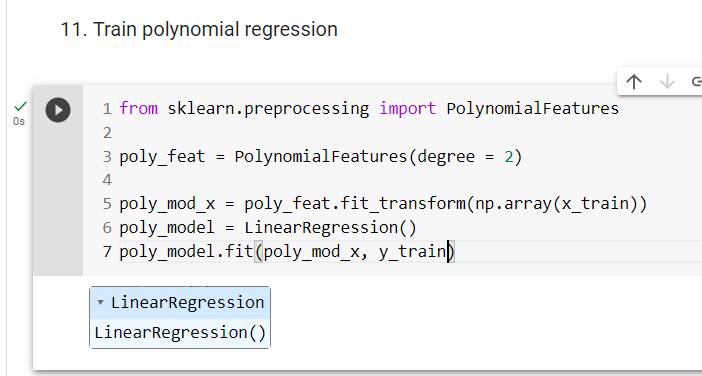 11. Train polynomial regression
0s
1 from sklearn.preprocessing import PolynomialFeatures
2
3 poly_feat = PolynomialFeatures(degree = 2)
4
5 poly_mod_x = poly_feat.fit_transform(np.array(x_train))
6 poly_model = LinearRegression()
7 poly_model.fit(poly_mod_x, y_train)
LinearRegression
LinearRegression()